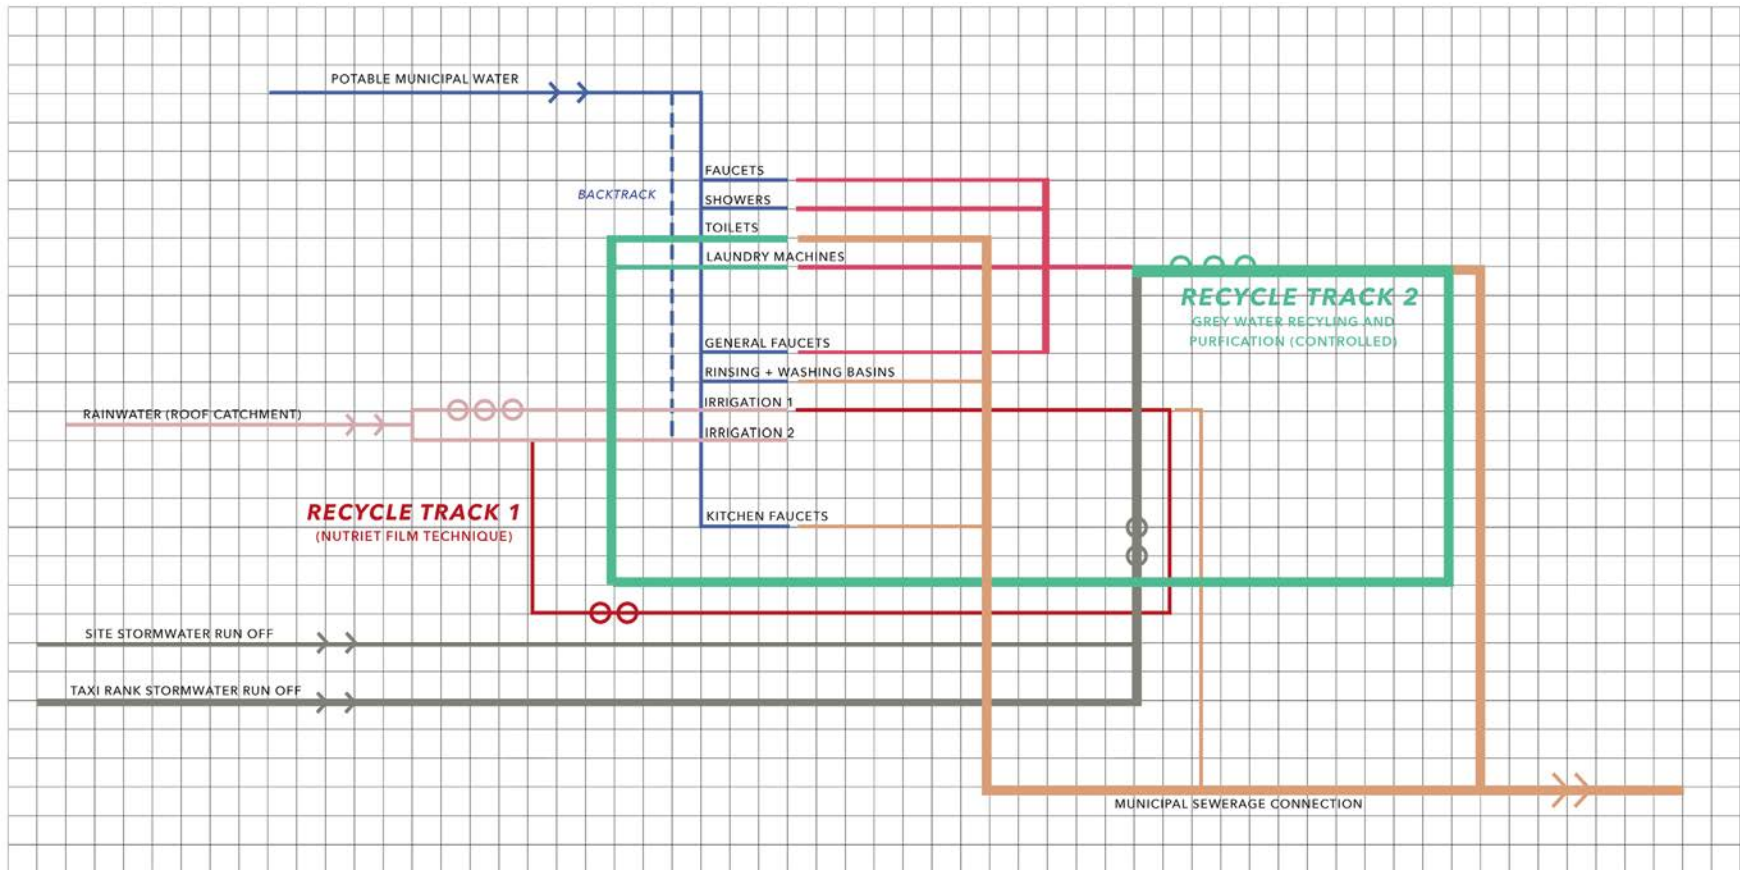 POTABLE MUNICIPAL WATER
FAUCETS
BACKTRACK
SHOWERS
TOILETS
LAUNDRY MACHINES
RECYCLE TRACK 2
GREY WATER RECYLING AND
PURFICATION (CONTROLLED)
GENERAL FAUCETS
RINSING + WASHING BASINS
IRRIGATION 1
RAINWATER (ROOF CATCHMENT)
IRRIGATION 2
RECYCLE TRACK 1
(NUTRIET FILM TECHNIQUE)
KITCHEN FAUCETS
SITE STORMWATER RUN OFF
TAXI RANK STORMWATER RUN OFF
MUNICIPAL SEWERAGE CONNECTION